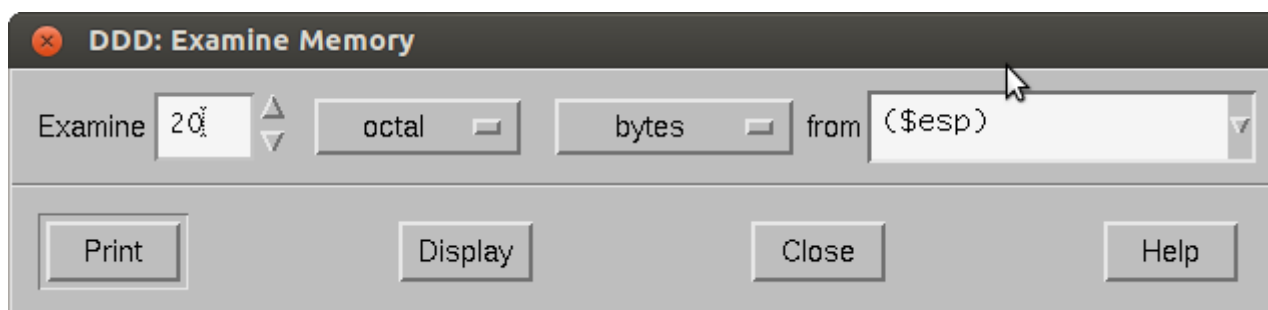 DDD: Examine Memory
Examine 20 octal bytes from ($esp)
Print Display Close Help